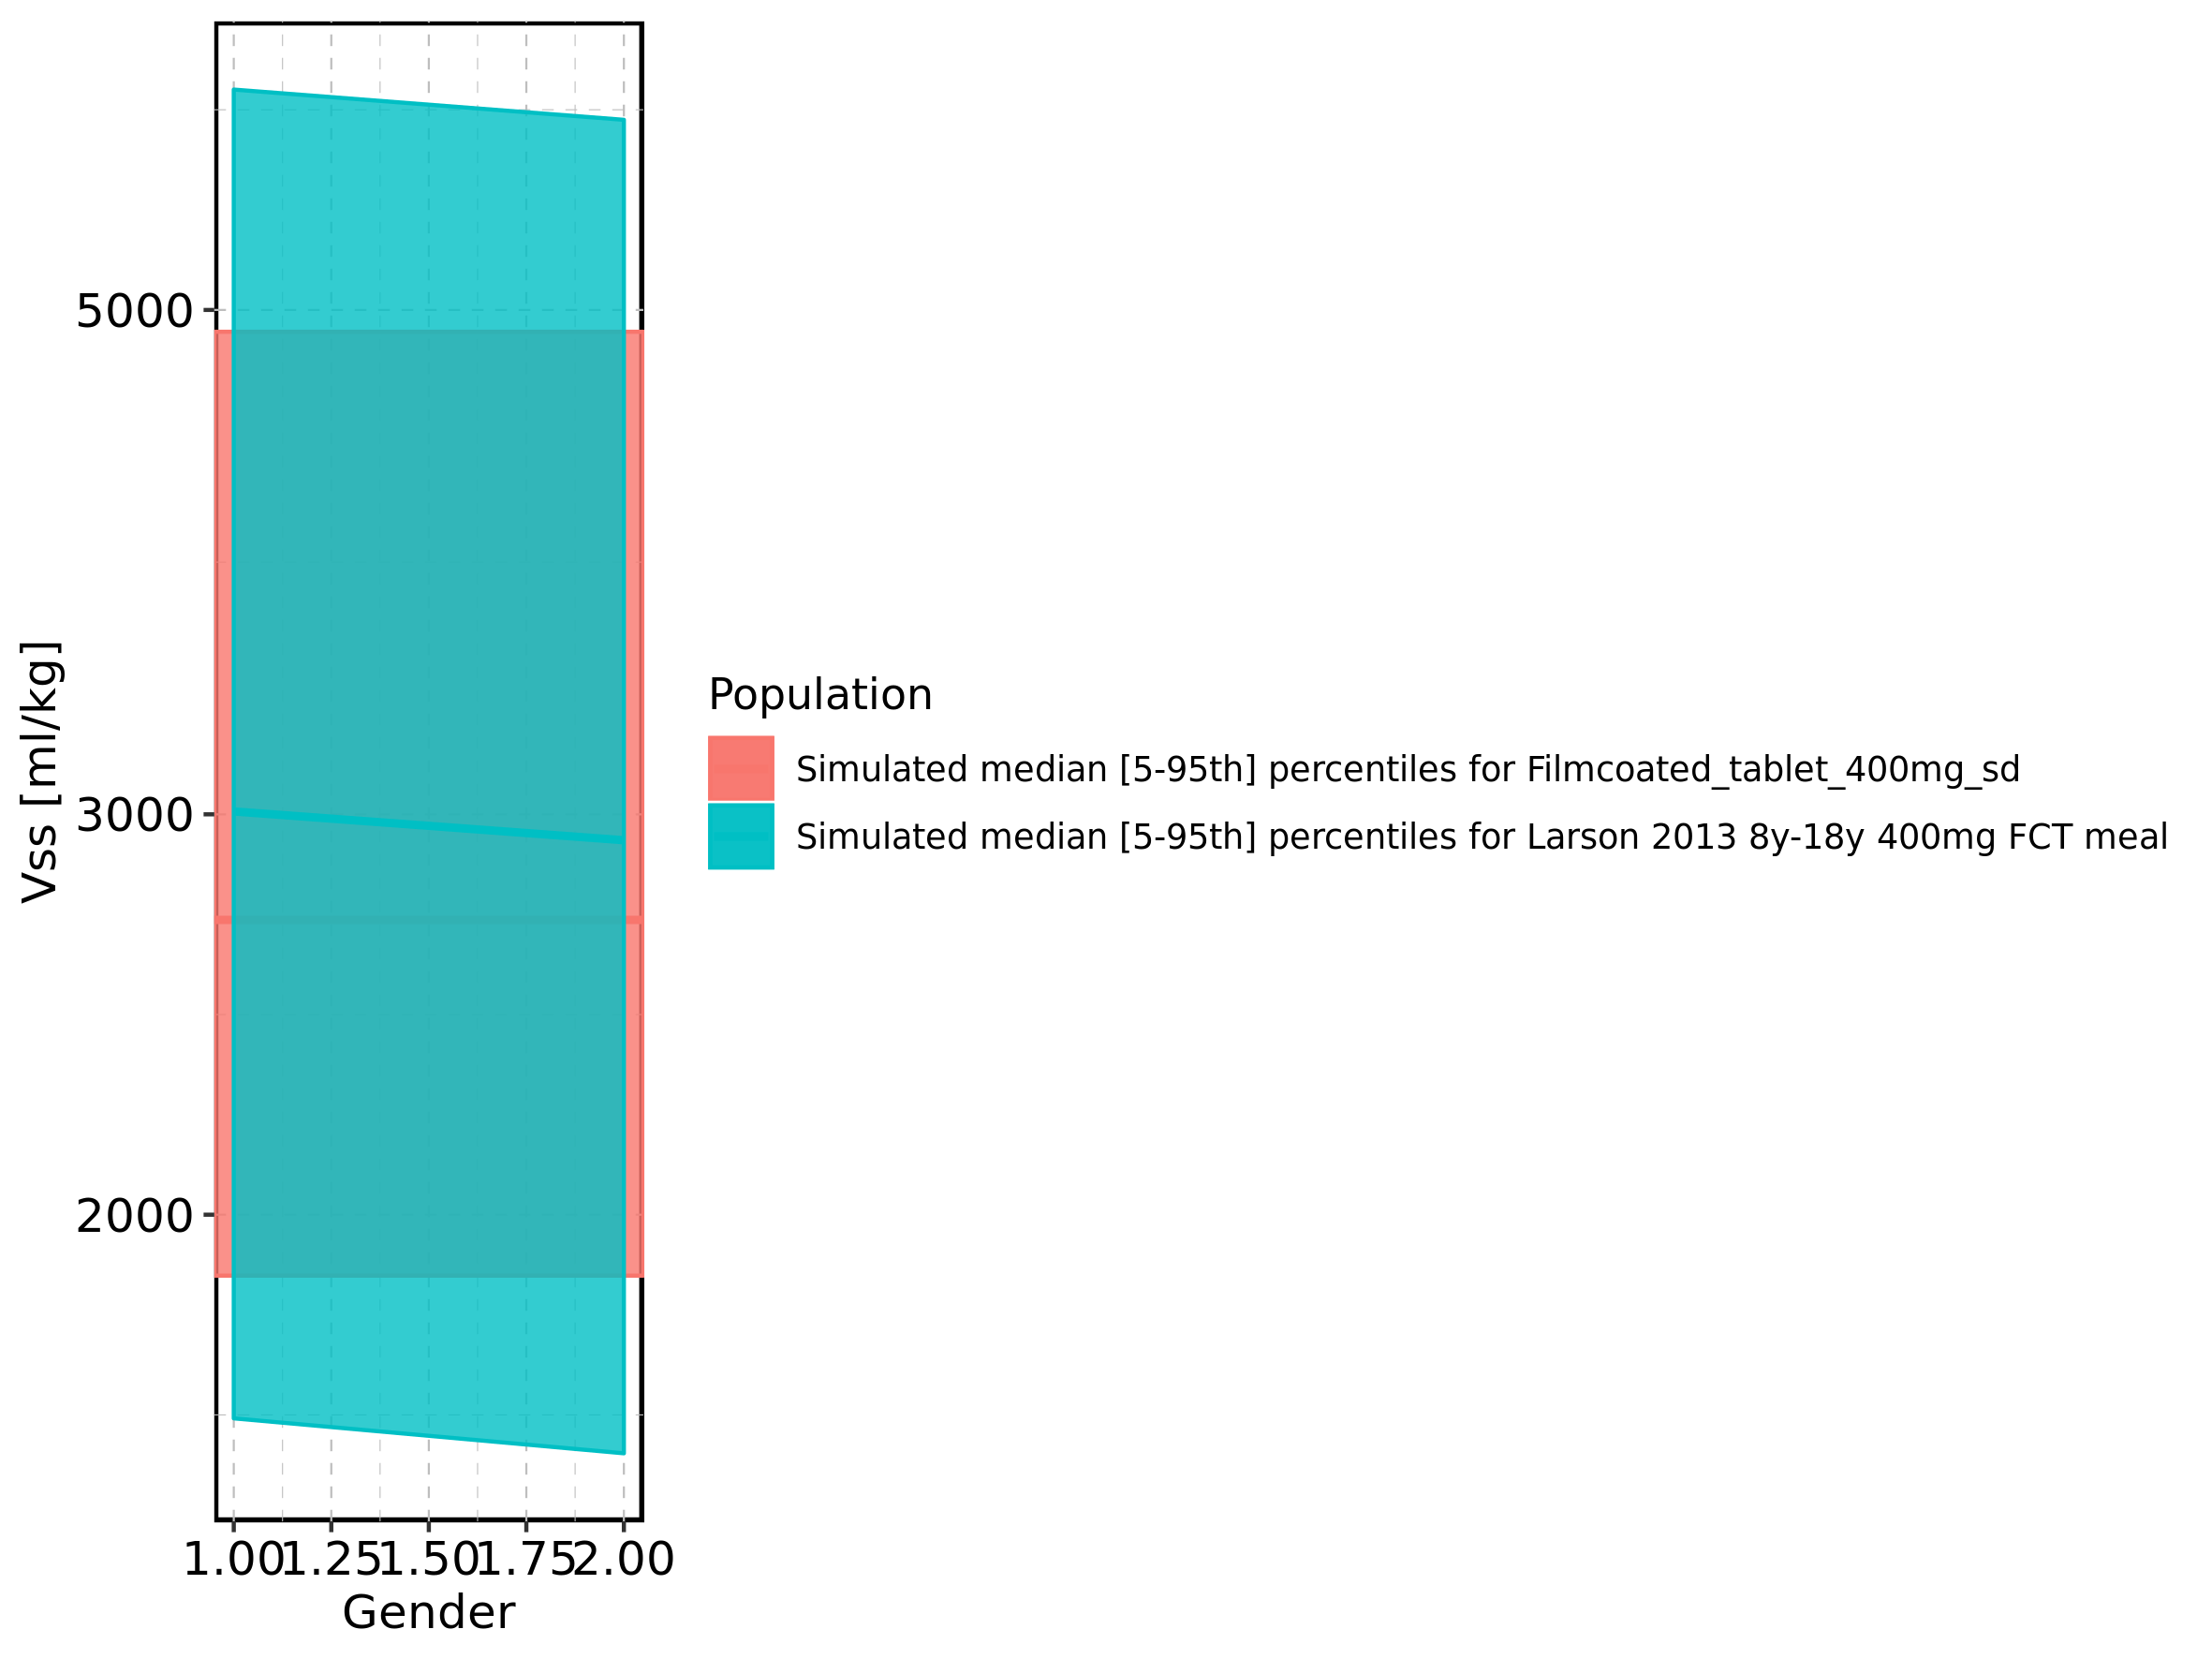 5000
3000
2000
Vss [ml/kg]
1.00 1.25 1.50 1.75 2.00
Gender
Population
Simulated median [5-95th] percentiles for Filmcoated_tablet_400mg_sd
Simulated median [5-95th] percentiles for Larson 2013 8y-18y 400mg FCT meal